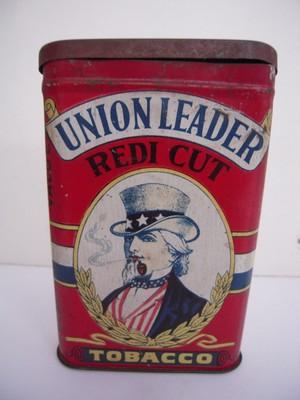 UNION LEADER
REDI CUT
TOBACCO